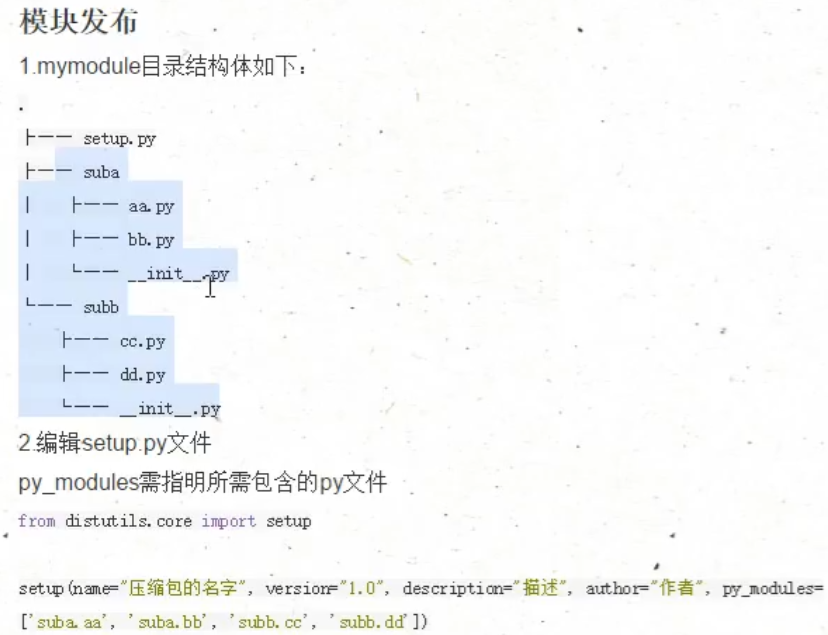 模块发布
1.mymodule目录结构体如下：
.
├── setup.py
├── suba
│   ├── aa.py
│   ├── bb.py
│   └── __init__.py
└── subb
    ├── cc.py
    ├── dd.py
    └── __init__.py
2.编辑setup.py文件
py_modules需指明所需包含的py文件
from distutils.core import setup
setup(name="压缩包的名字", version="1.0", description="描述", author="作者", py_modules=
['suba.aa', 'suba.bb', 'subb.cc', 'subb.dd'])